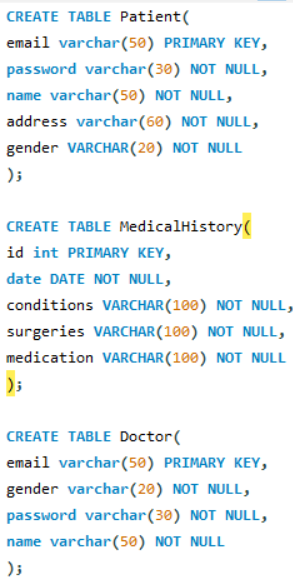 CREATE TABLE Patient(
email varchar(50) PRIMARY KEY,
password varchar(30) NOT NULL,
name varchar(50) NOT NULL,
address varchar(60) NOT NULL,
gender VARCHAR(20) NOT NULL
);
CREATE TABLE MedicalHistory(
id int PRIMARY KEY,
date DATE NOT NULL,
conditions VARCHAR(100) NOT NULL,
surgeries VARCHAR(100) NOT NULL,
medication VARCHAR(100) NOT NULL
);
CREATE TABLE Doctor(
email varchar(50) PRIMARY KEY,
gender varchar(20) NOT NULL,
password varchar(30) NOT NULL,
name varchar(50) NOT NULL
);